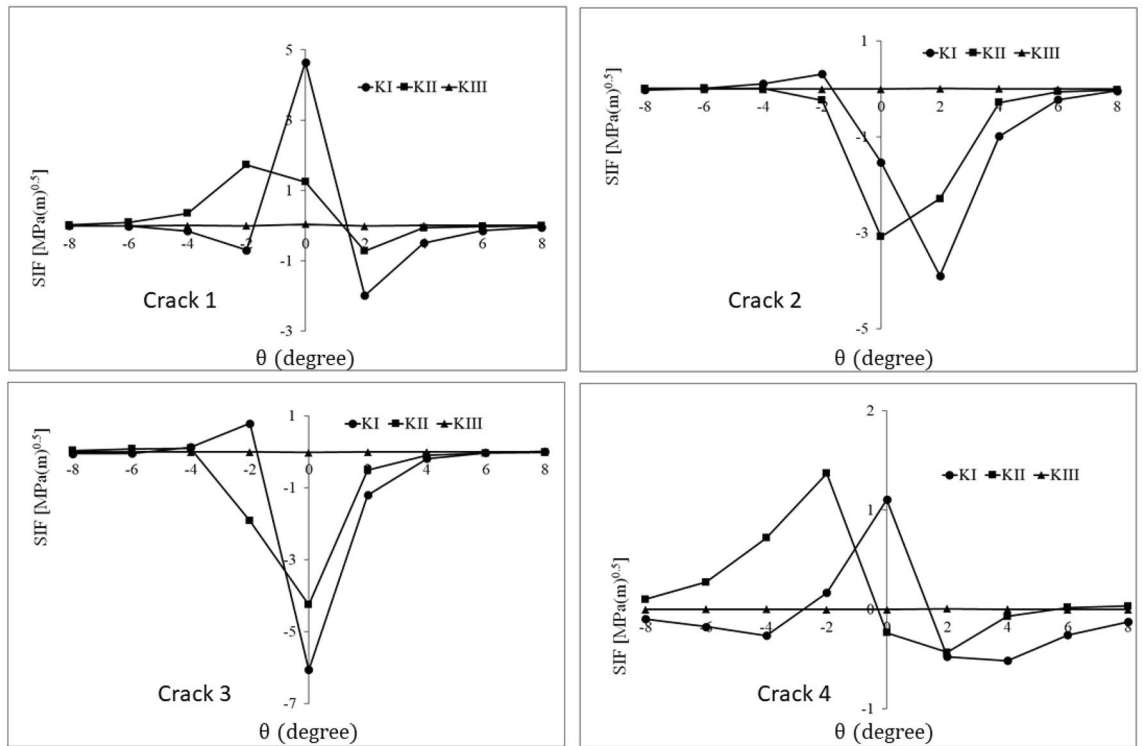 5
KI KII KIII
3
1
-8 -6 -4 -2 0 2 4 6 8
-1
-3
SIF [MPa(m)^0.5]
Crack 1
θ (degree)
1
KI KII KIII
-8 -6 -4 -2 0 2 4 6 8
-1
-3
-5
SIF [MPa(m)^0.5]
Crack 2
θ (degree)
1
KI KII KIII
-8 -6 -4 -2 0 2 4 6 8
-1
-3
-5
-7
SIF [MPa(m)^0.5]
Crack 3
θ (degree)
2
KI KII KIII
1
0
-8 -6 -4 -2 0 2 4 6 8
-1
SIF [MPa(m)^0.5]
Crack 4
θ (degree)